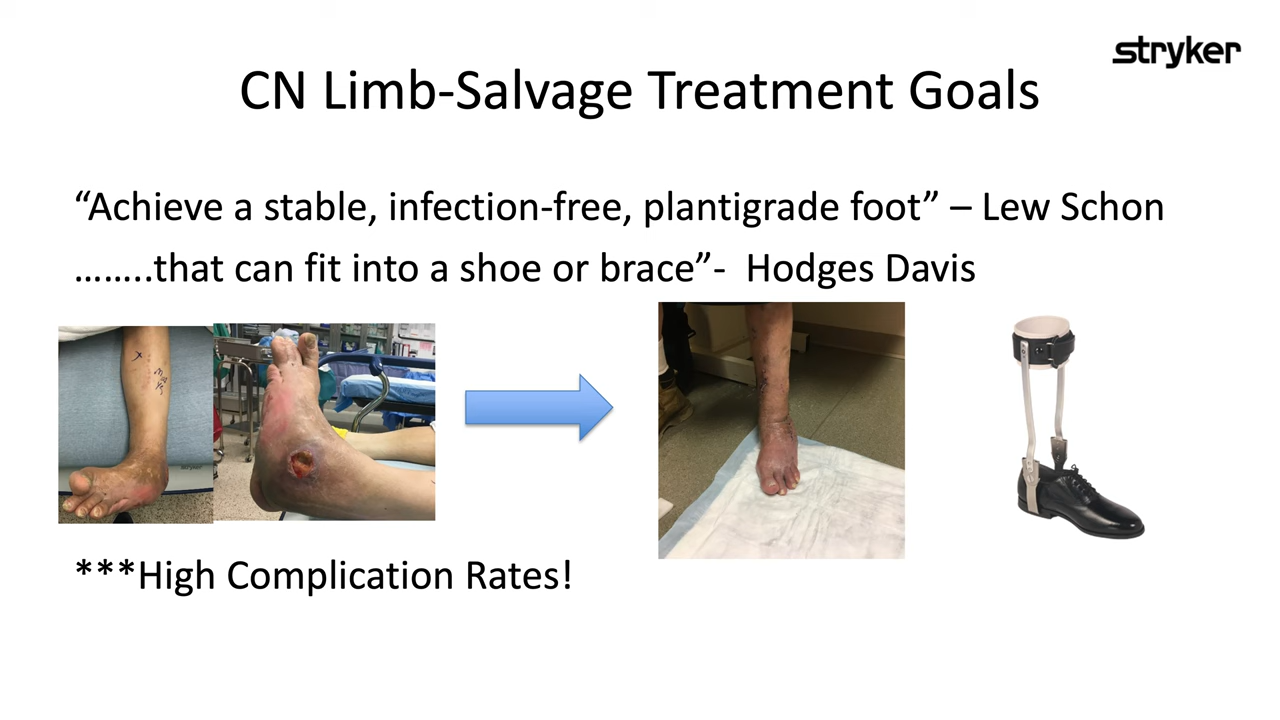 stryker
CN Limb-Salvage Treatment Goals
“Achieve a stable, infection-free, plantigrade foot” – Lew Schon
……..that can fit into a shoe or brace”-  Hodges Davis
***High Complication Rates!